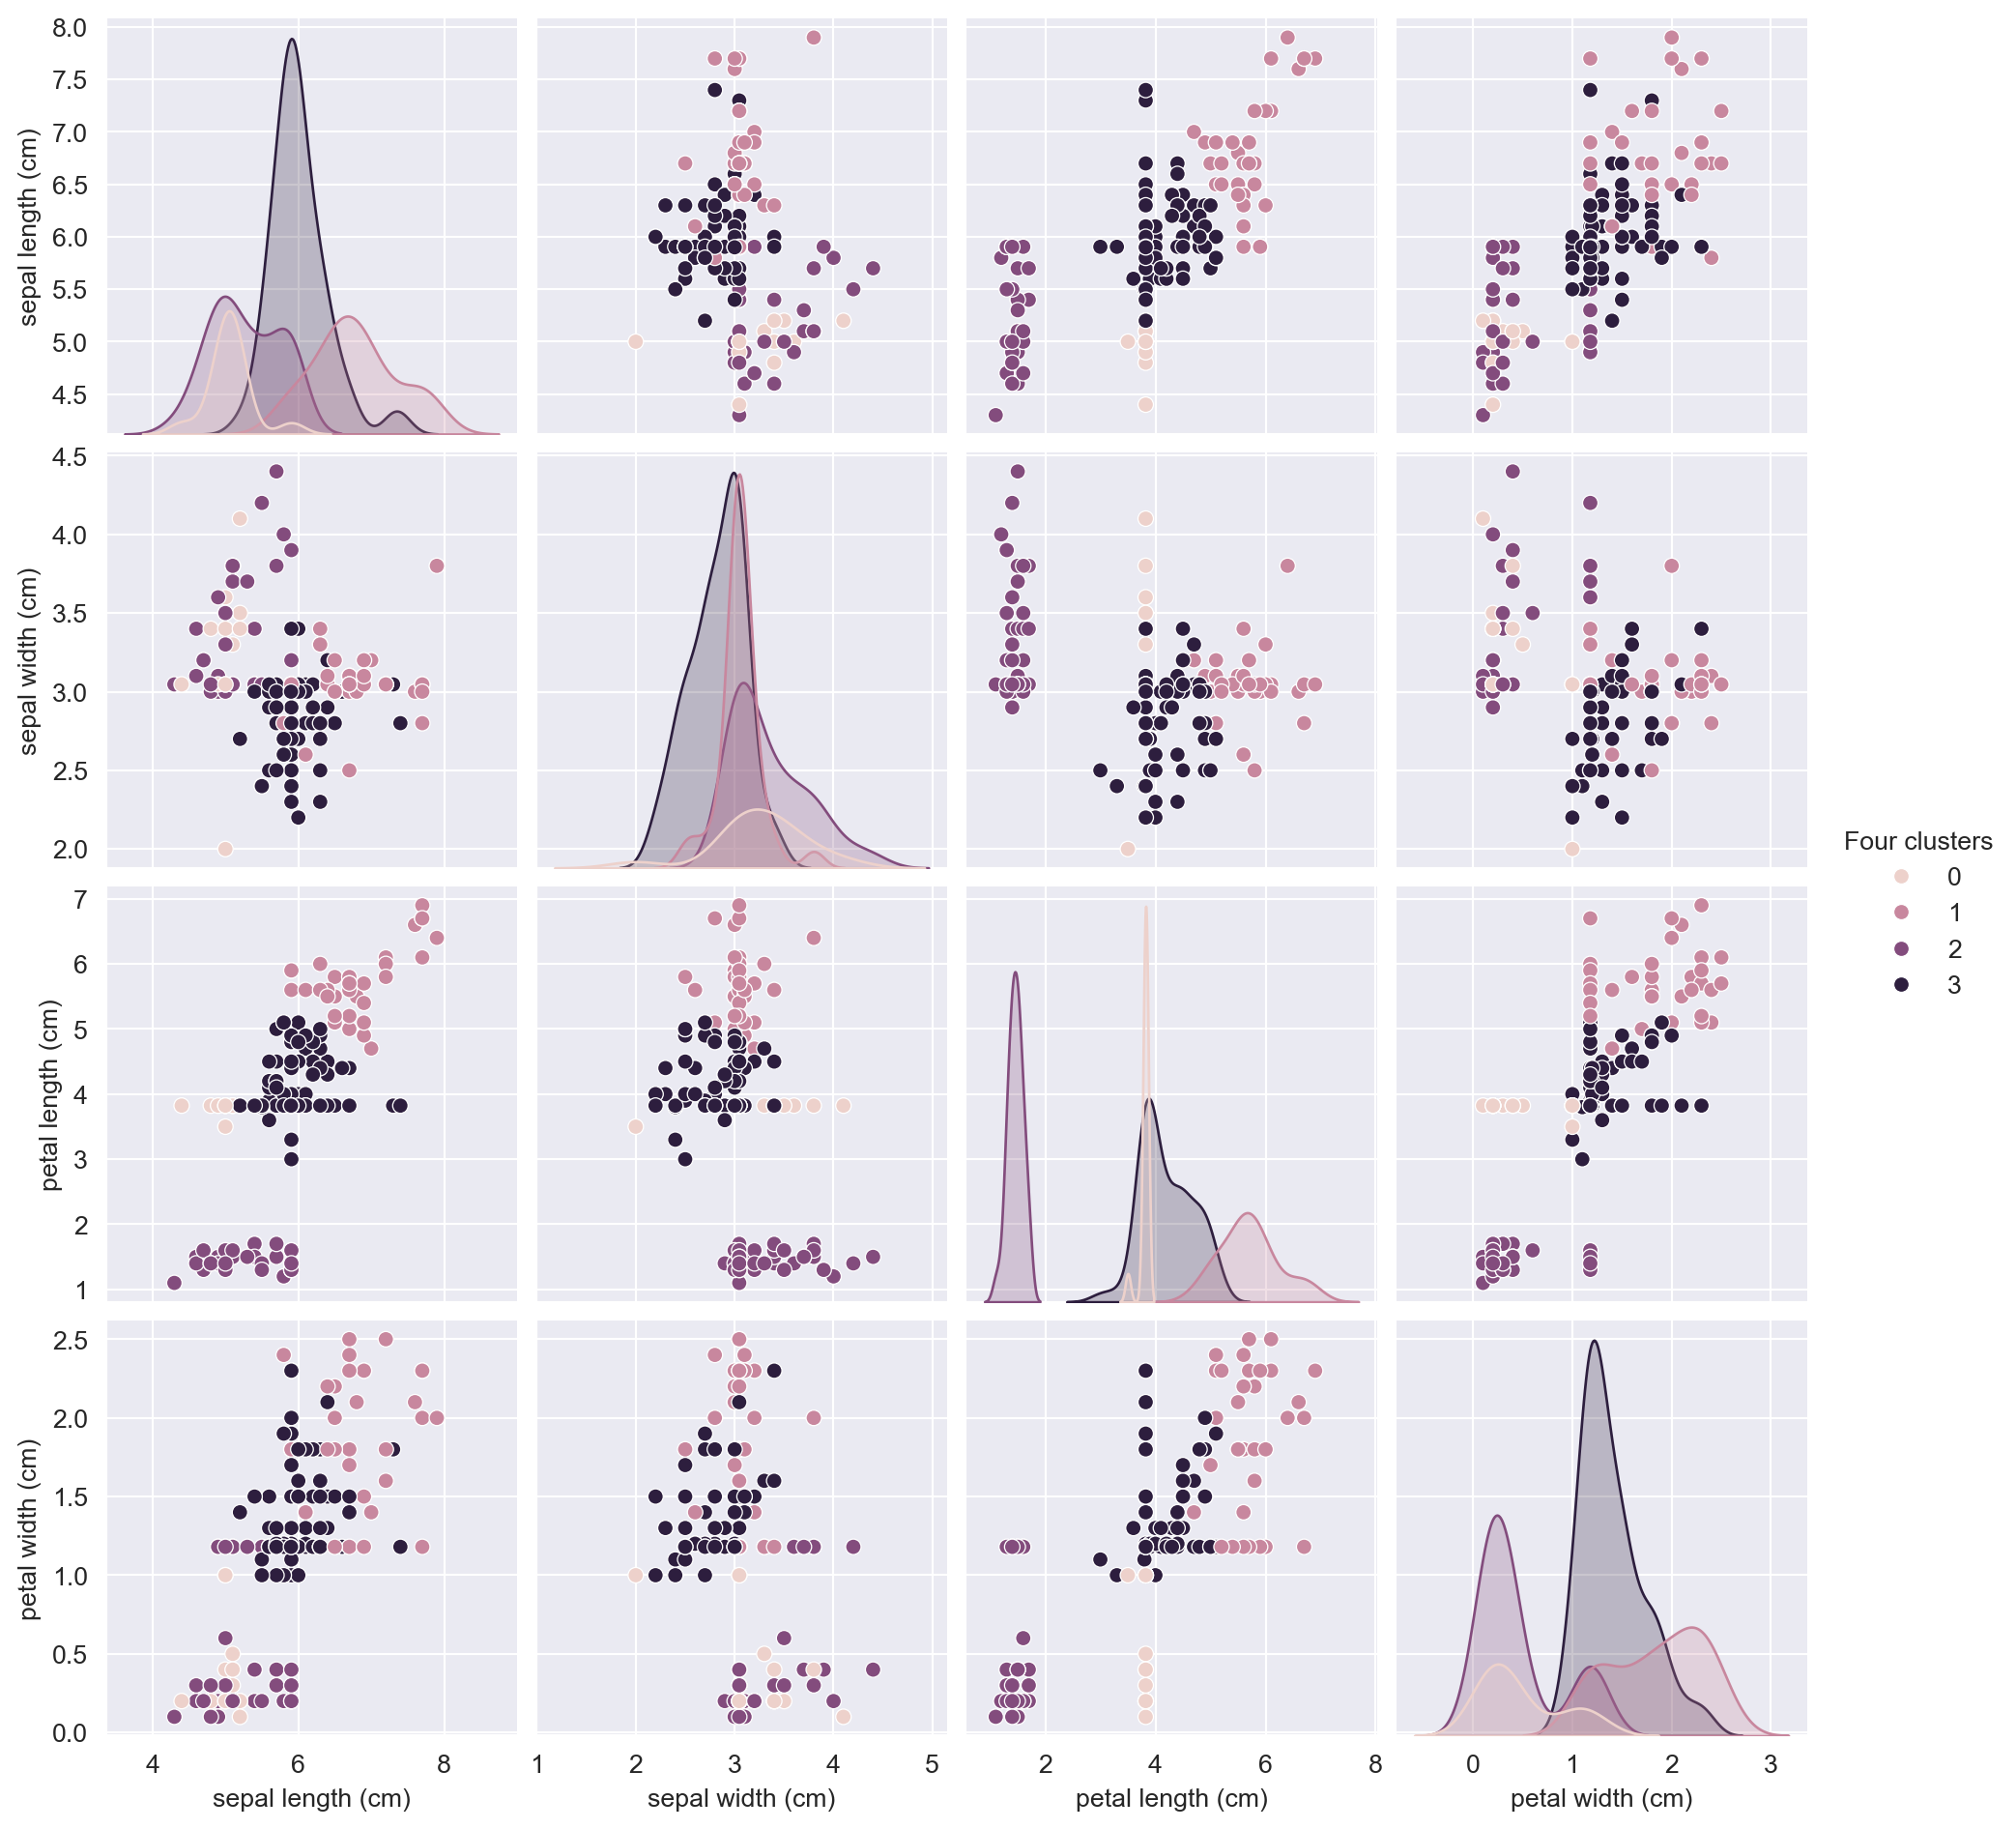 8.0
7.5
7.0
6.5
6.0
5.5
5.0
4.5
sepal length (cm)
4.5
4.0
3.5
3.0
2.5
2.0
sepal width (cm)
Four clusters
0
1
2
3
7
6
5
4
3
2
1
petal length (cm)
2.5
2.0
1.5
1.0
0.5
0.0
petal width (cm)
4 6 8
1 2 3 4 5
2 4 6 8
0 1 2 3
sepal length (cm)
sepal width (cm)
petal length (cm)
petal width (cm)